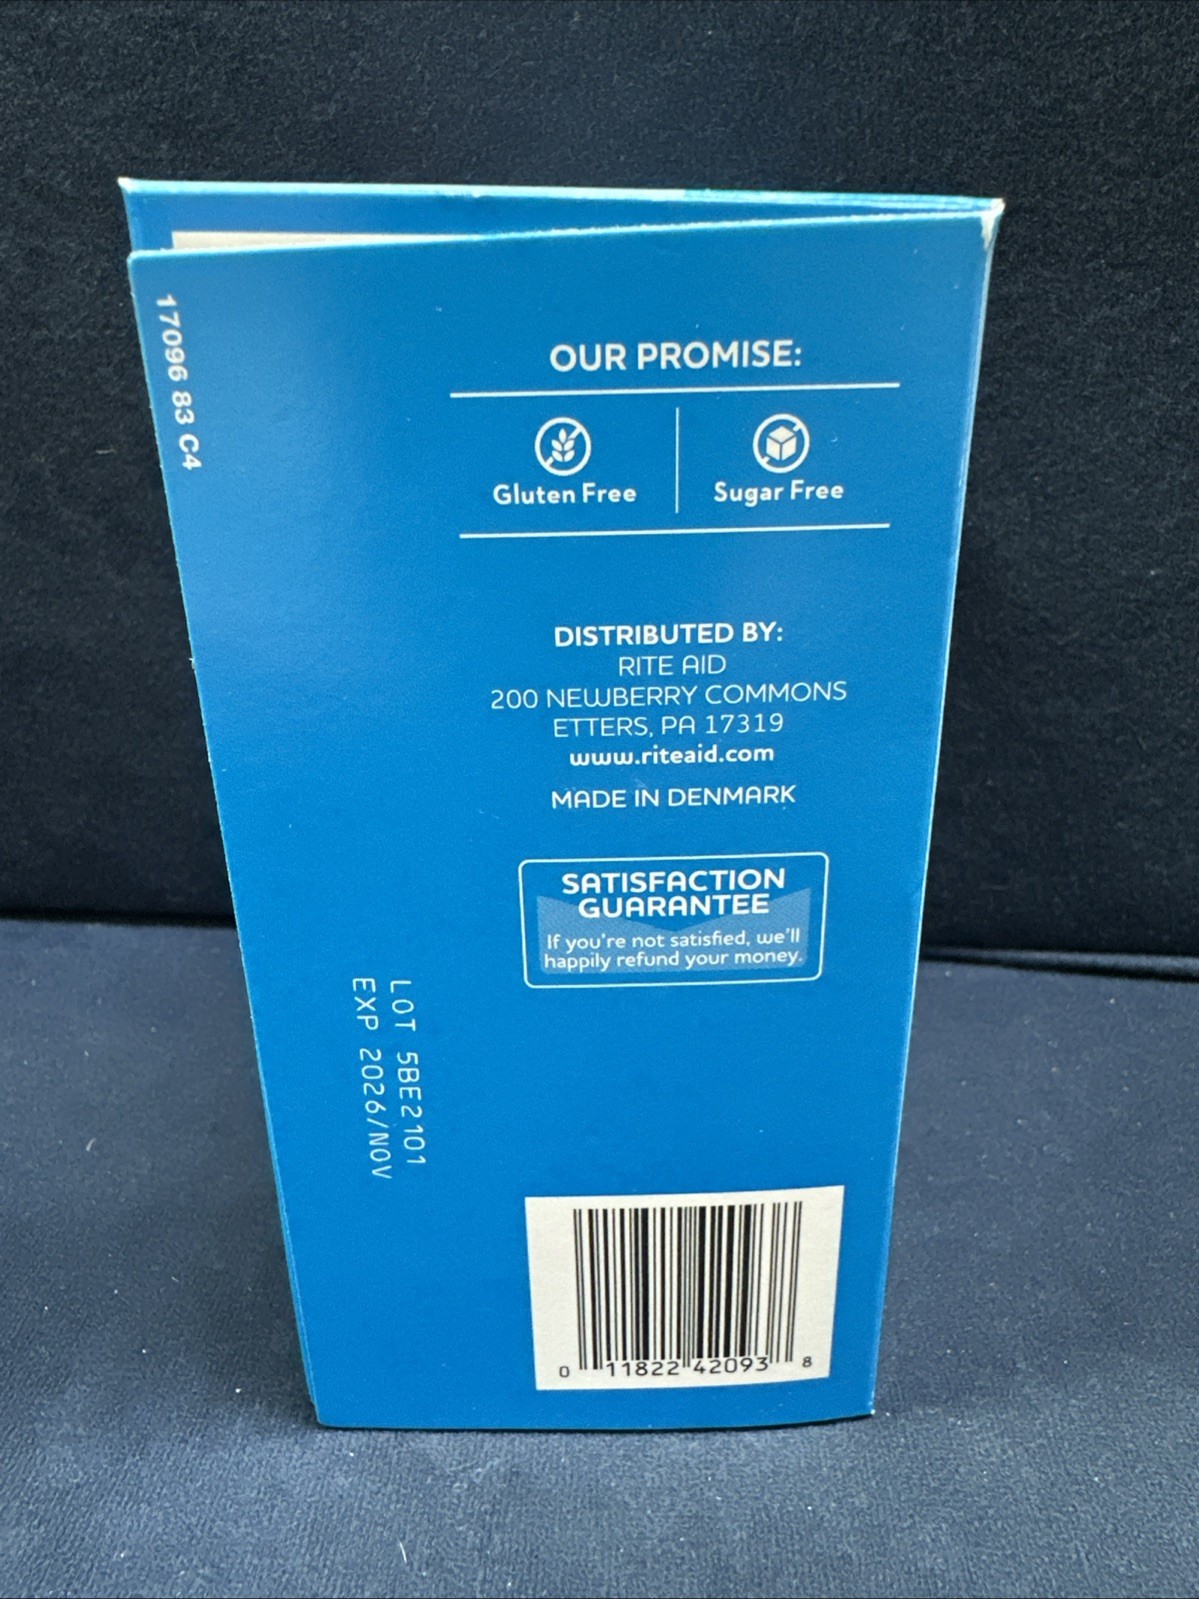 17096 83 C4
OUR PROMISE:
Gluten Free
Sugar Free
DISTRIBUTED BY:
RITE AID
200 NEWBERRY COMMONS
ETTERS, PA 17319
www.riteaid.com
MADE IN DENMARK
SATISFACTION
GUARANTEE
If you're not satisfied, we'll
happily refund your money.
LOT 5BE2101
EXP 2026/NOV
0 11822 42093 8